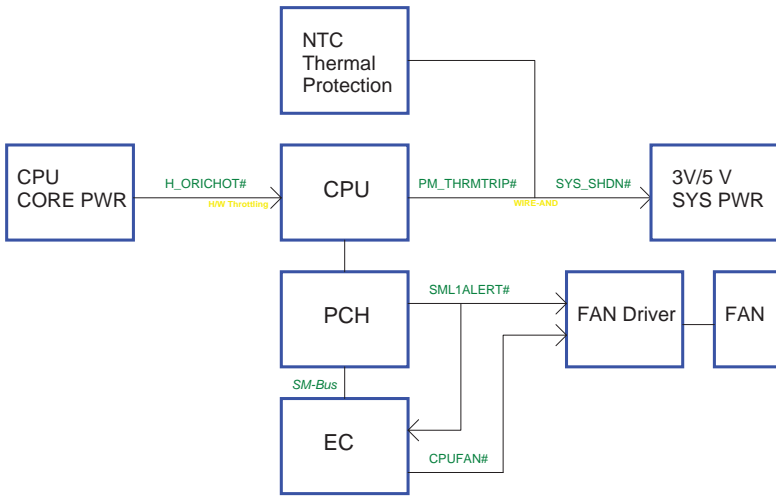 NTC
Thermal
Protection
CPU
CORE PWR
H_ORICHOT#
H/W Throttling
CPU
PM_THRMTRIP#
WIRE-AND
SYS_SHDN#
3V/5 V
SYS PWR
PCH
SML1ALERT#
FAN Driver
FAN
SM-Bus
EC
CPUFAN#